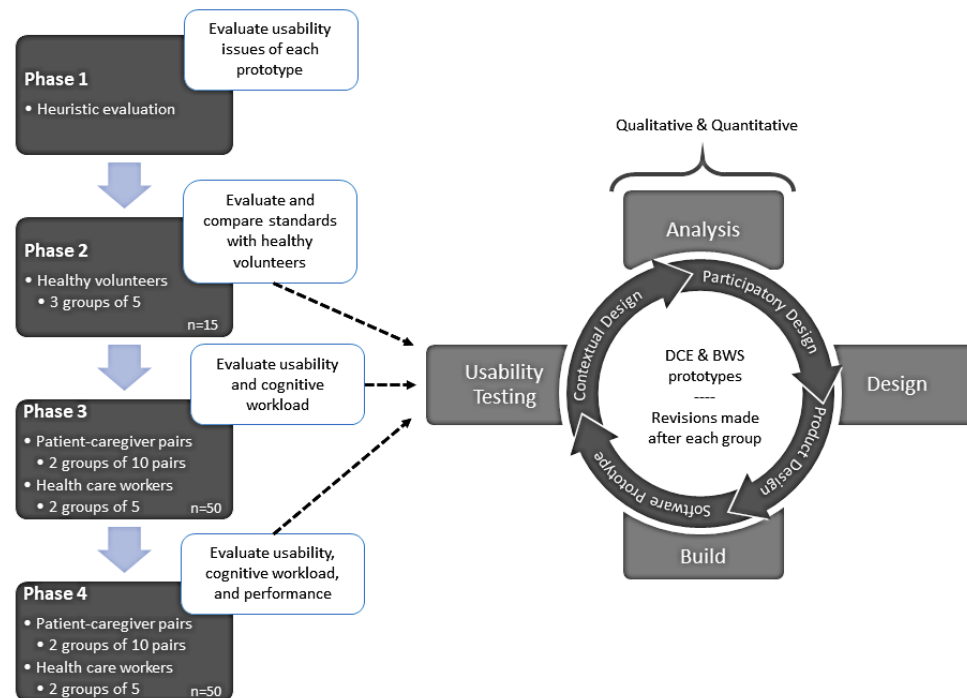 Evaluate usability
issues of each
prototype
Phase 1
• Heuristic evaluation
Evaluate and
compare standards
with healthy
volunteers
Phase 2
• Healthy volunteers
• 3 groups of 5
n=15
Evaluate usability
and cognitive
workload
Phase 3
• Patient-caregiver pairs
• 2 groups of 10 pairs
• Health care workers
• 2 groups of 5
n=50
Evaluate usability,
cognitive workload,
and performance
Phase 4
• Patient-caregiver pairs
• 2 groups of 10 pairs
• Health care workers
• 2 groups of 5
n=50
Qualitative & Quantitative
Analysis
Participatory Design
Contextual Design
Usability
Testing
DCE & BWS
prototypes
----
Revisions made
after each group
Design
Product Design
Software Prototype
Build